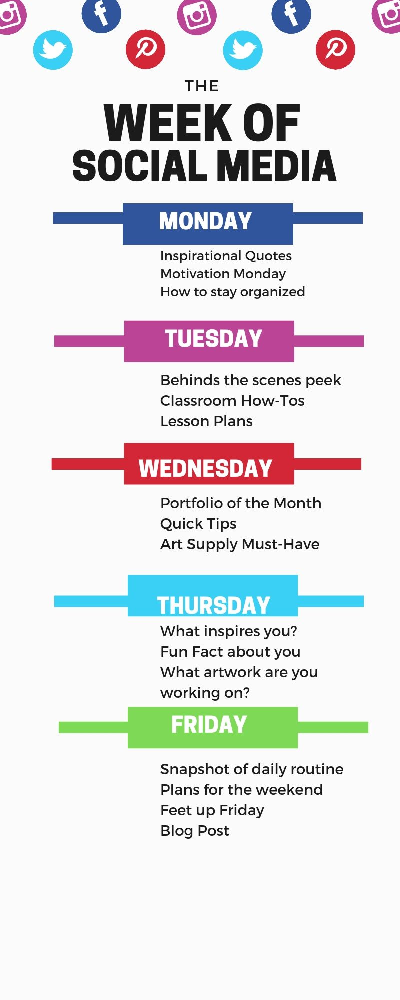 THE
WEEK OF
SOCIAL MEDIA
MONDAY
Inspirational Quotes
Motivation Monday
How to stay organized
TUESDAY
Behinds the scenes peek
Classroom How-Tos
Lesson Plans
WEDNESDAY
Portfolio of the Month
Quick Tips
Art Supply Must-Have
THURSDAY
What inspires you?
Fun Fact about you
What artwork are you
working on?
FRIDAY
Snapshot of daily routine
Plans for the weekend
Feet up Friday
Blog Post